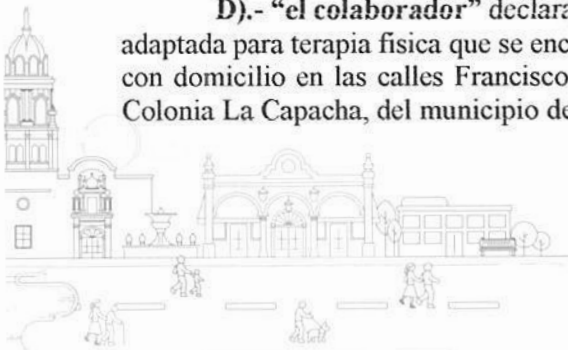 D).- “el colaborador” declara
adaptada para terapia fisica que se enc
con domicilio en las calles Francisco
Colonia La Capacha, del municipio de